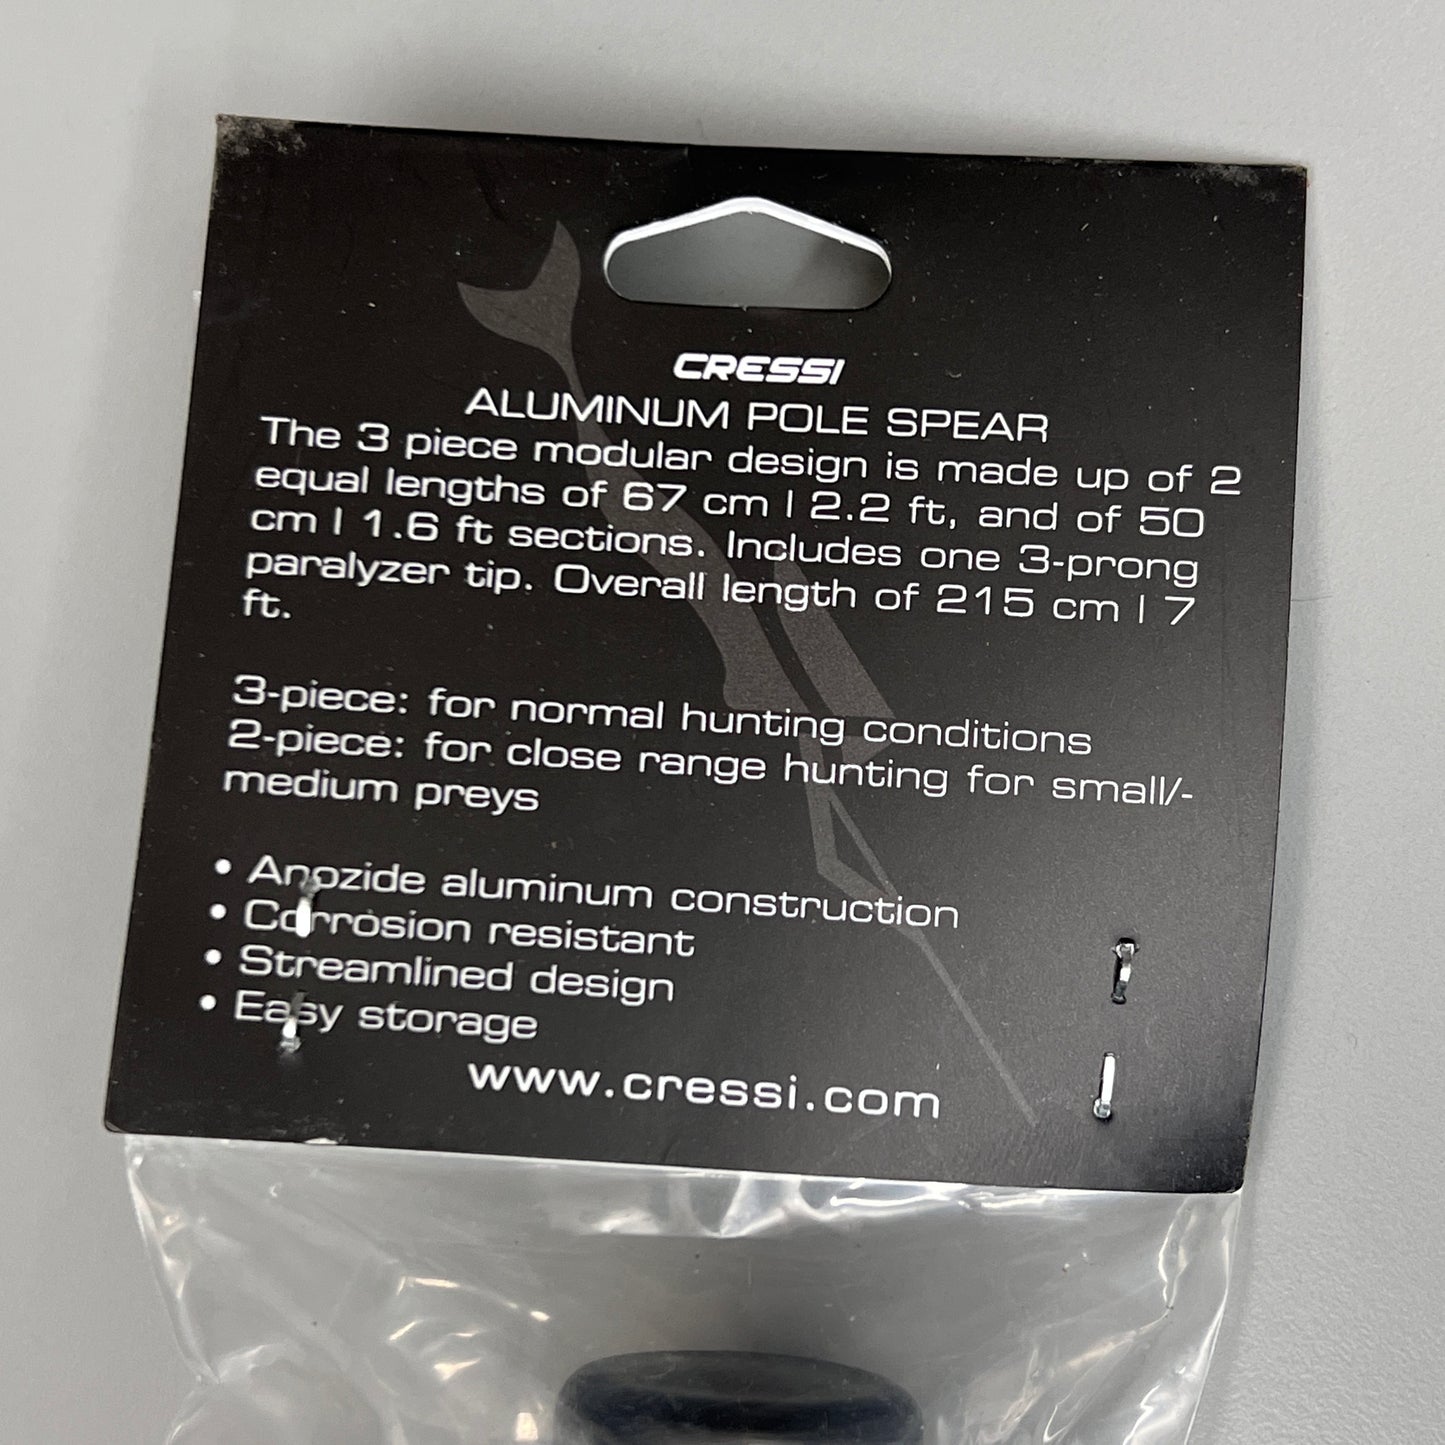 CRESSI
ALUMINUM POLE SPEAR
The 3 piece modular design is made up of 2
equal lengths of 67 cm | 2.2 ft, and of 50
cm | 1.6 ft sections. Includes one 3-prong
paralyzer tip. Overall length of 215 cm | 7
ft.
3-piece: for normal hunting conditions
2-piece: for close range hunting for small/-
medium preys
• Anozide aluminum construction
• Corrosion resistant
• Streamlined design
• Easy storage
www.cressi.com